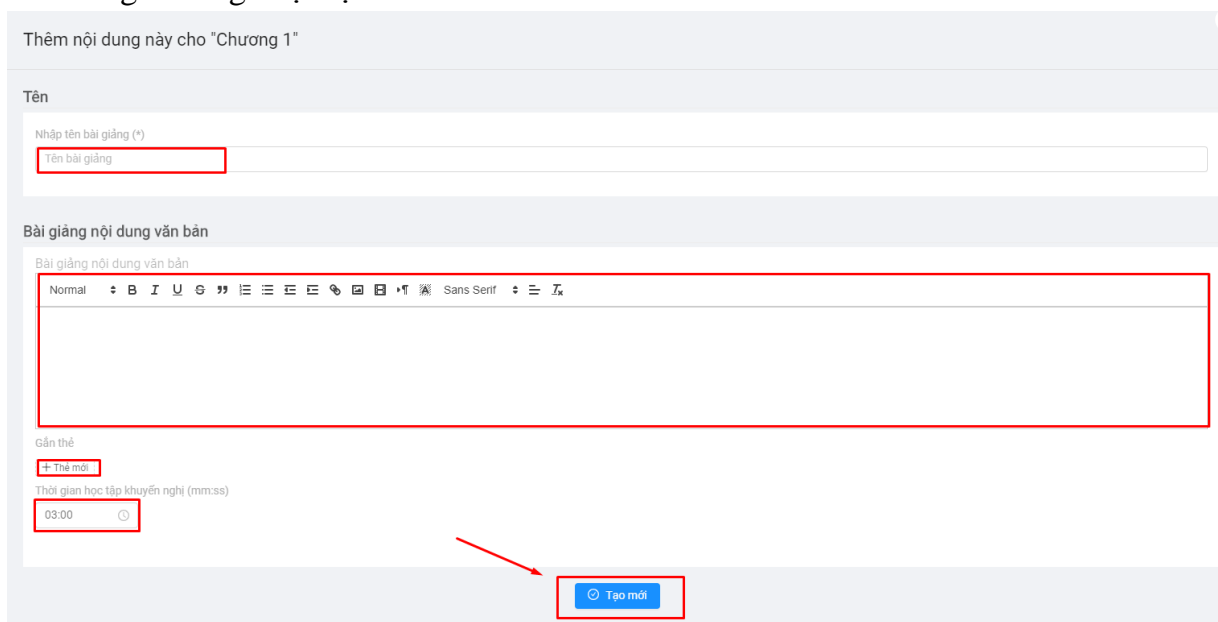 Thêm nội dung này cho "Chương 1"
Tên
Nhập tên bài giảng (*)
Tên bài giảng
Bài giảng nội dung văn bản
Bài giảng nội dung văn bản
Normal Sans Serif
Gắn thẻ
+ Thẻ mới
Thời gian học tập khuyến nghị (mm:ss)
03:00
Tạo mới